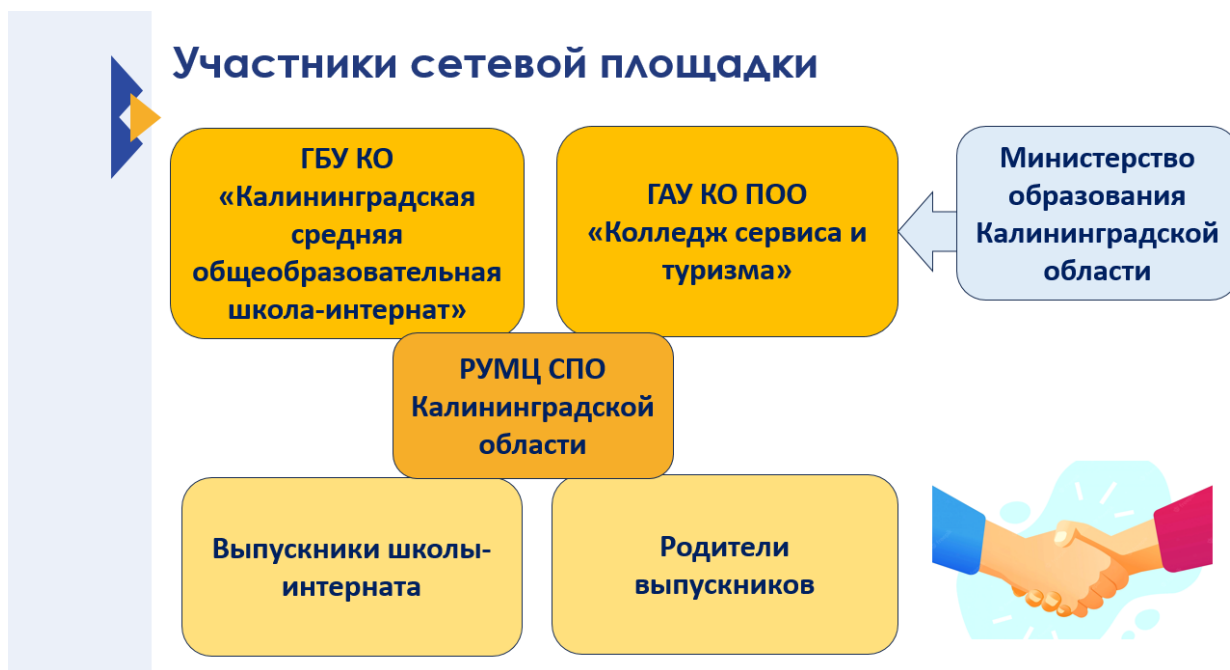 Участники сетевой площадки
ГБУ КО
«Калининградская
средняя
общеобразовательная
школа-интернат»
ГАУ КО ПОО
«Колледж сервиса и
туризма»
Министерство
образования
Калининградской
области
РУМЦ СПО
Калининградской
области
Выпускники школы-
интерната
Родители
выпускников